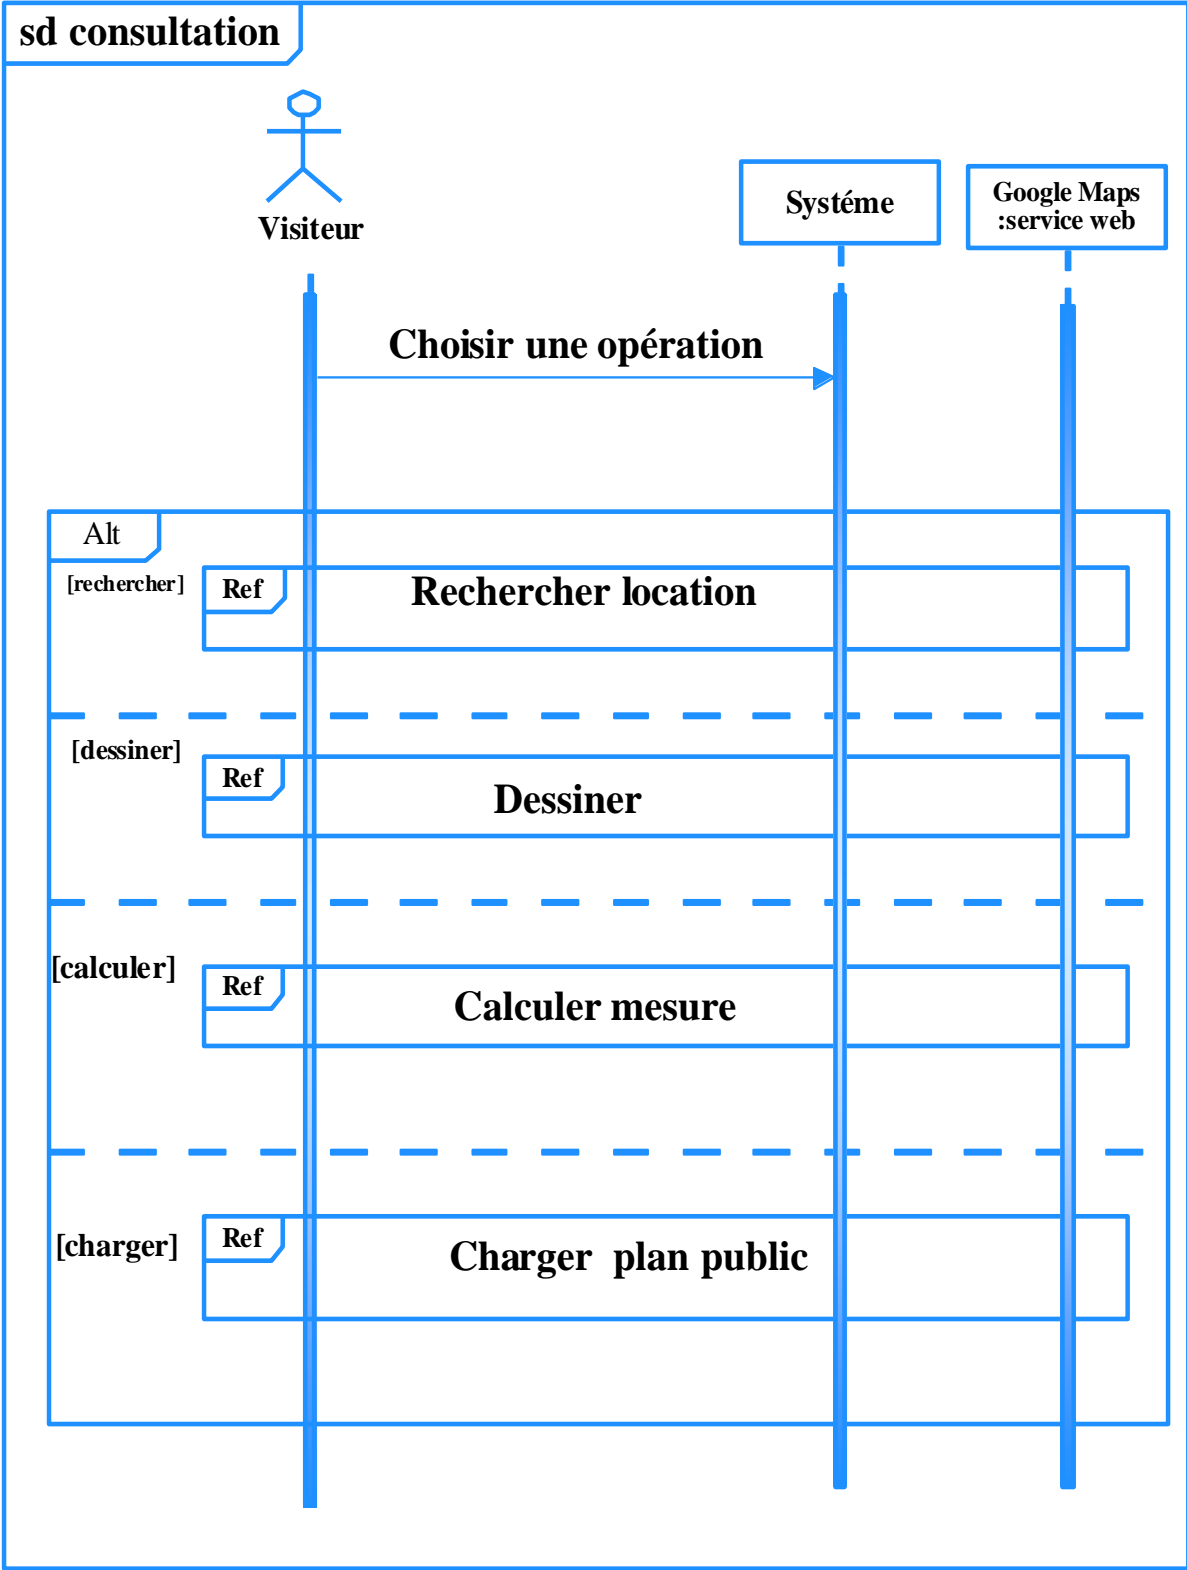 sd consultation
Visiteur
Systéme
Google Maps
:service web
Choisir une opération
Alt
[rechercher]
Ref
Rechercher location
[dessiner]
Ref
Dessiner
[calculer]
Ref
Calculer mesure
[charger]
Ref
Charger plan public